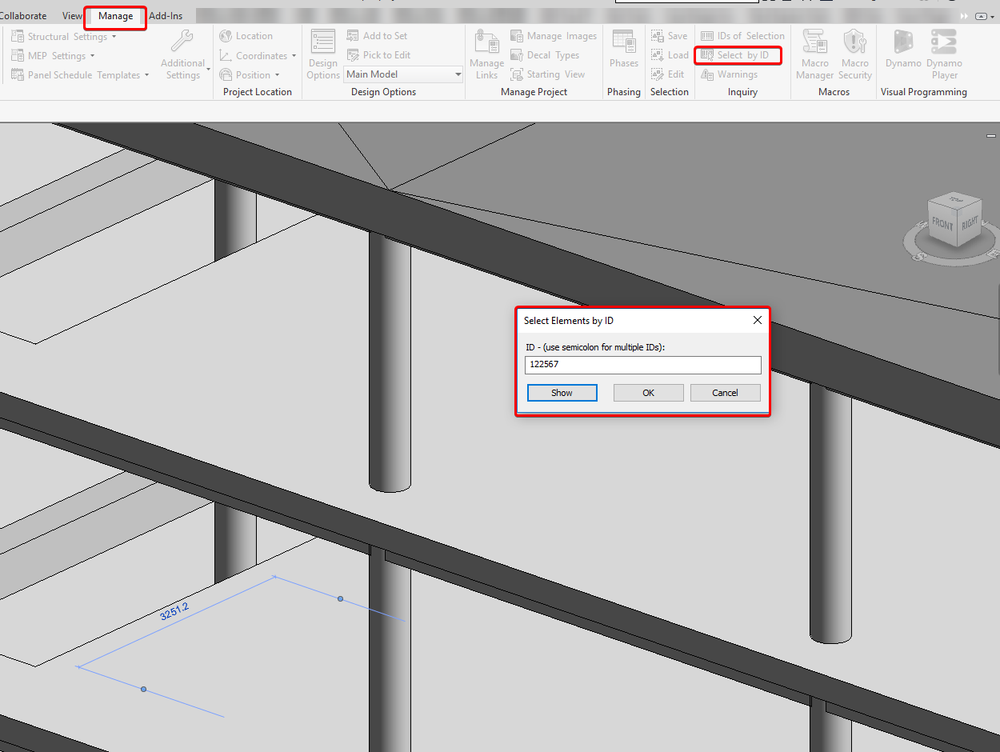 Collaborate View Manage Add-Ins
Structural Settings
MEP Settings
Panel Schedule Templates
Additional
Settings
Location
Coordinates
Position
Project Location
Design
Options
Add to Set
Pick to Edit
Main Model
Design Options
Manage
Links
Manage Images
Decal Types
Starting View
Manage Project
Phases
Phasing
Save
Load
Edit
Selection
IDs of Selection
Select by ID
Warnings
Inquiry
Macro
Manager
Macro
Security
Macros
Dynamo
Dynamo
Player
Visual Programming
TOP
FRONT
RIGHT
S
E
Select Elements by ID
ID - (use semicolon for multiple IDs):
122567
Show OK Cancel
3251.2